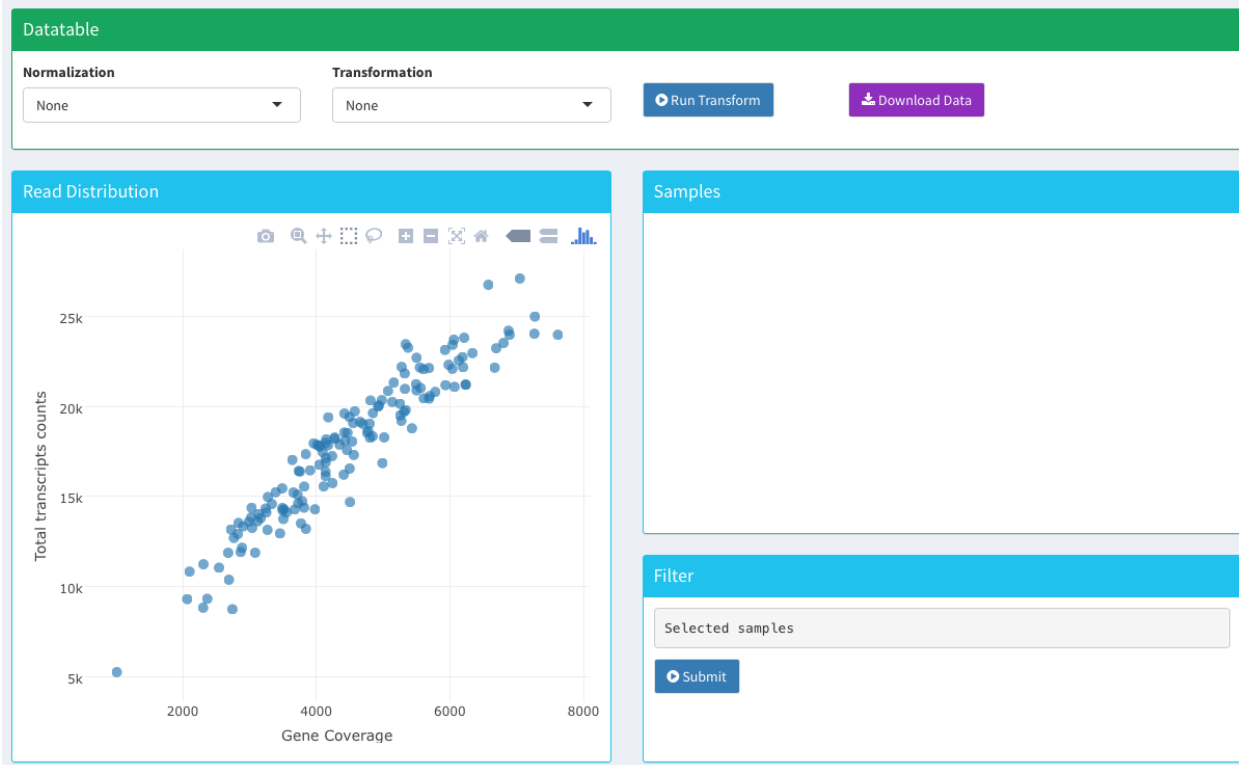 Datatable
Normalization
Transformation
None
None
Run Transform
Download Data
Read Distribution
Samples
25k
20k
15k
10k
5k
Total transcripts counts
2000
4000
6000
8000
Gene Coverage
Filter
Selected samples
Submit